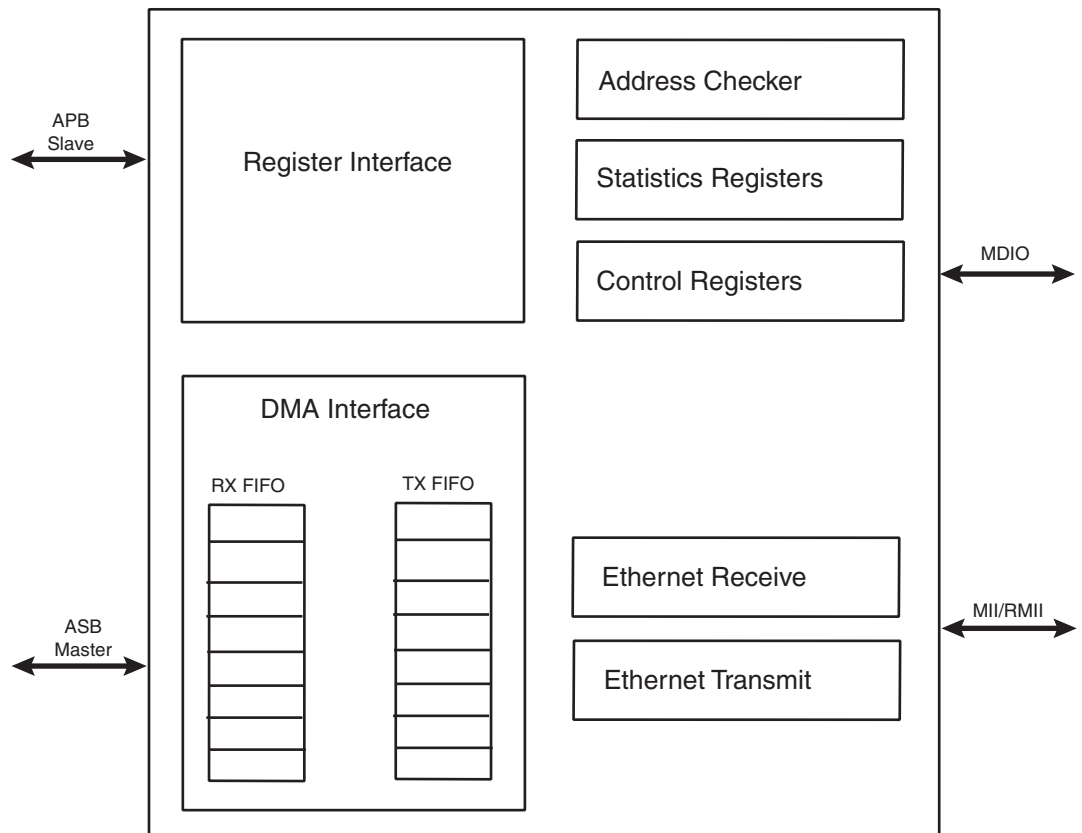 APB
Slave
Register Interface
Address Checker
Statistics Registers
Control Registers
MDIO
DMA Interface
RX FIFO
TX FIFO
ASB
Master
Ethernet Receive
Ethernet Transmit
MII/RMII